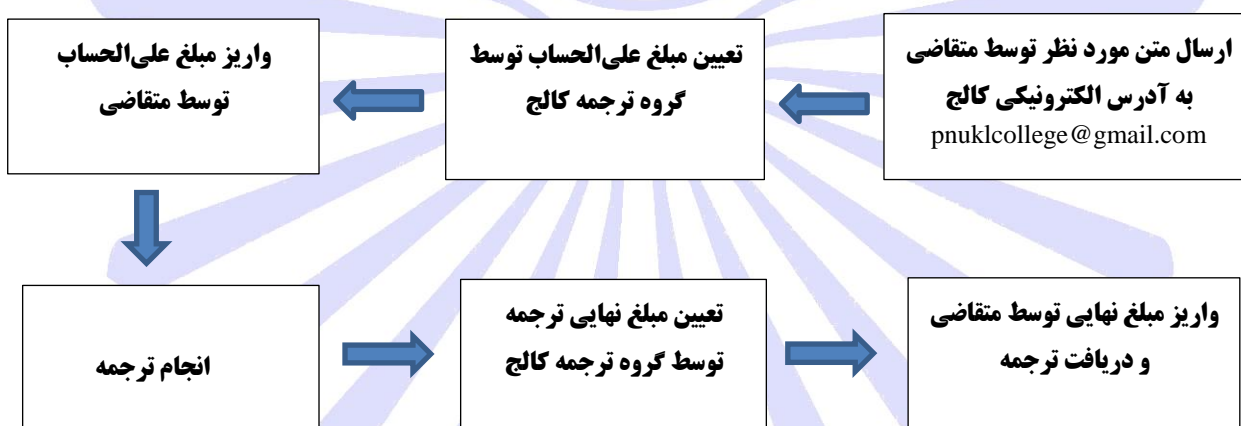 ارسال متن مورد نظر توسط متقاضی
به آدرس الکترونیکی کالج
pnuklcollege@gmail.com
تعیین مبلغ علی‌الحساب توسط
گروه ترجمه کالج
واریز مبلغ علی‌الحساب
توسط متقاضی
انجام ترجمه
تعیین مبلغ نهایی ترجمه
توسط گروه ترجمه کالج
واریز مبلغ نهایی توسط متقاضی
و دریافت ترجمه